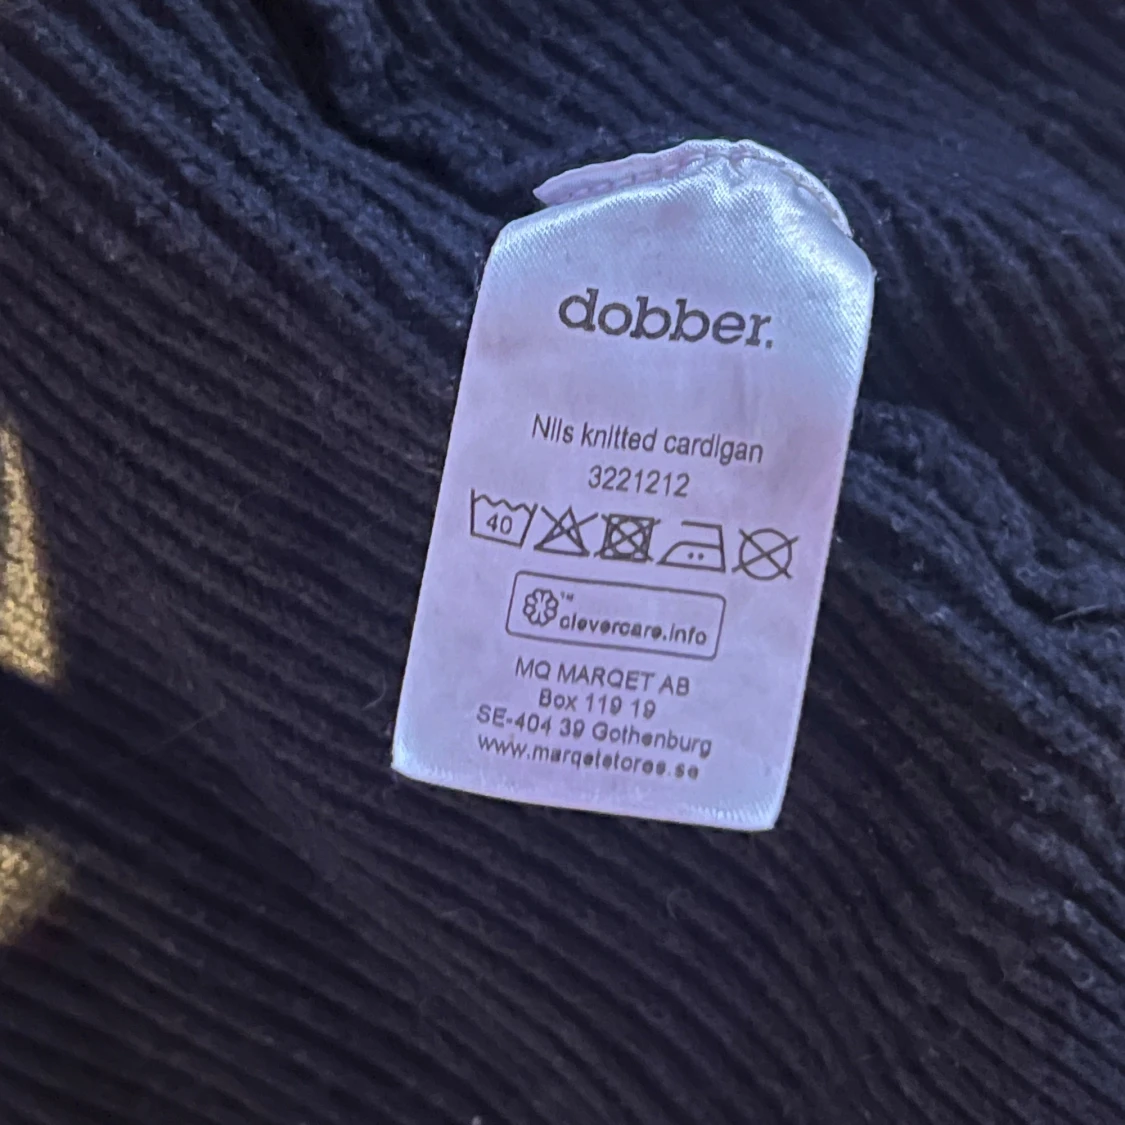 dobber.
Nils knitted cardigan
3221212
40
™
clevercare.info
MQ MARQET AB
Box 119 19
SE-404 39 Gothenburg
www.marqetstores.se